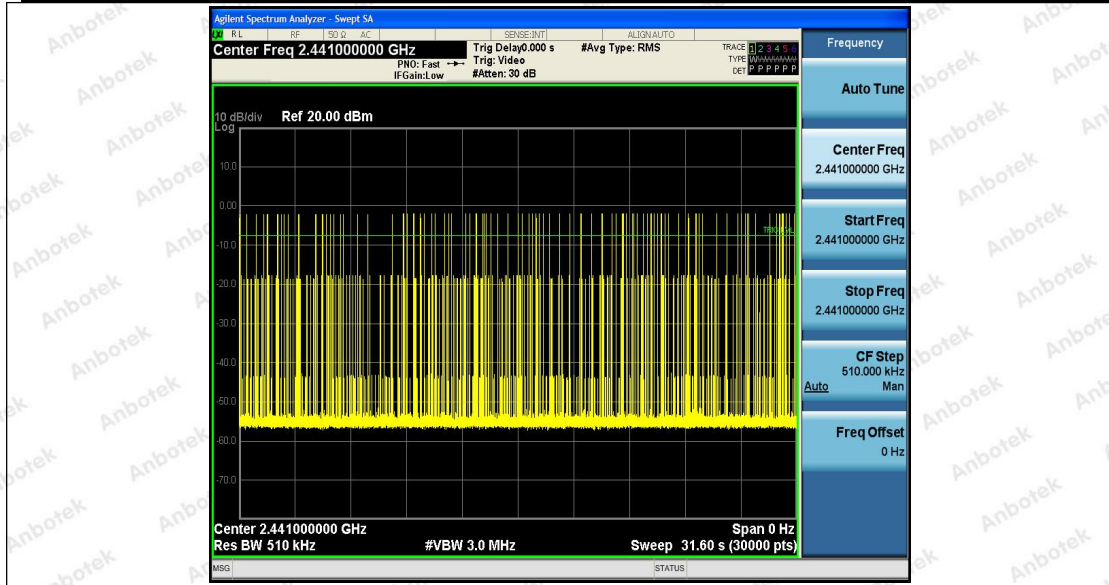 Agilent Spectrum Analyzer - Swept SA
RL RF 50 Ω AC SENSE:INT ALIGNAUTO
Center Freq 2.441000000 GHz
PNO: Fast
IFGain:Low
Trig Delay0.000 s
Trig: Video
#Atten: 30 dB
#Avg Type: RMS
TRACE 1 2 3 4 5 6
TYPE
DET P P P P P P
10 dB/div Ref 20.00 dBm
Log
10.0
0.00
-10.0
-20.0
-30.0
-40.0
-50.0
-60.0
-70.0
Center 2.441000000 GHz Span 0 Hz
Res BW 510 kHz #VBW 3.0 MHz Sweep 31.60 s (30000 pts)
MSG STATUS
Frequency
Auto Tune
Center Freq
2.441000000 GHz
Start Freq
2.441000000 GHz
Stop Freq
2.441000000 GHz
CF Step
510.000 kHz
Auto Man
Freq Offset
0 Hz
Anbotek